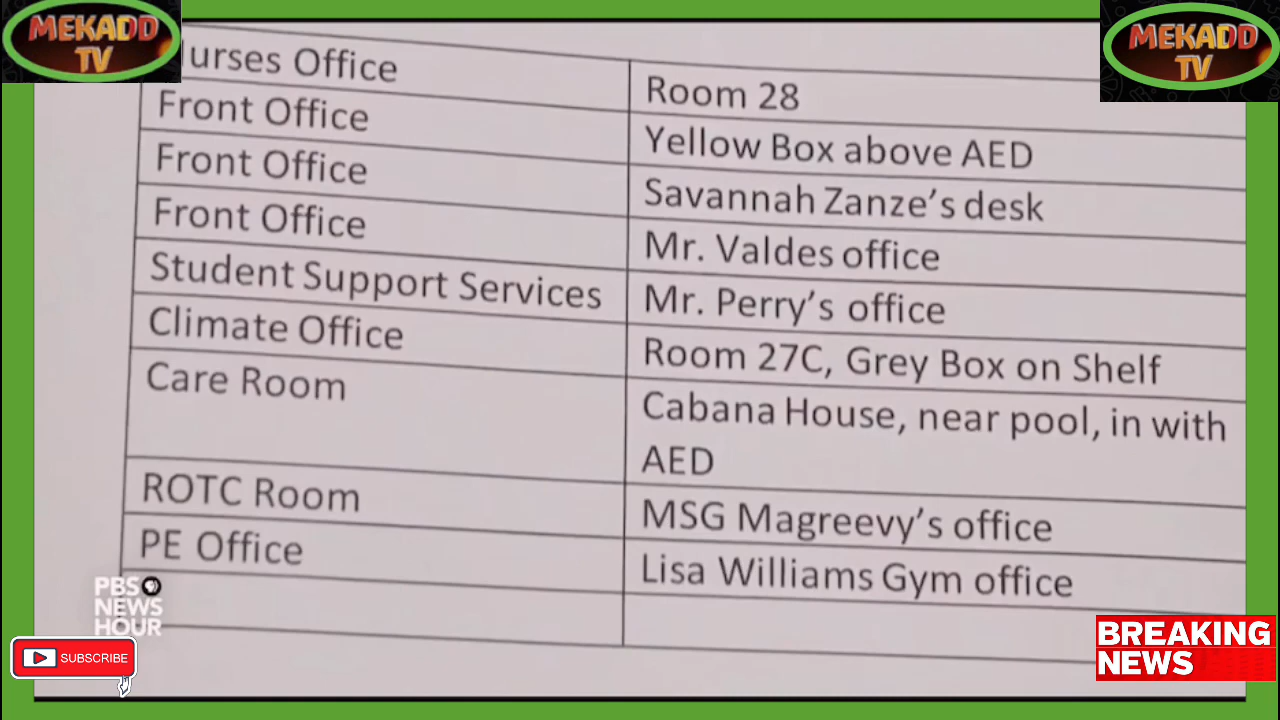 MEKADD
TV
MEKADD
TV
urses Office
Room 28
Front Office
Yellow Box above AED
Front Office
Savannah Zanze’s desk
Front Office
Mr. Valdes office
Student Support Services
Mr. Perry’s office
Climate Office
Room 27C, Grey Box on Shelf
Care Room
Cabana House, near pool, in with
AED
ROTC Room
MSG Magreevy’s office
PE Office
Lisa Williams Gym office
PBS
NEWS
HOUR
SUBSCRIBE
BREAKING
NEWS